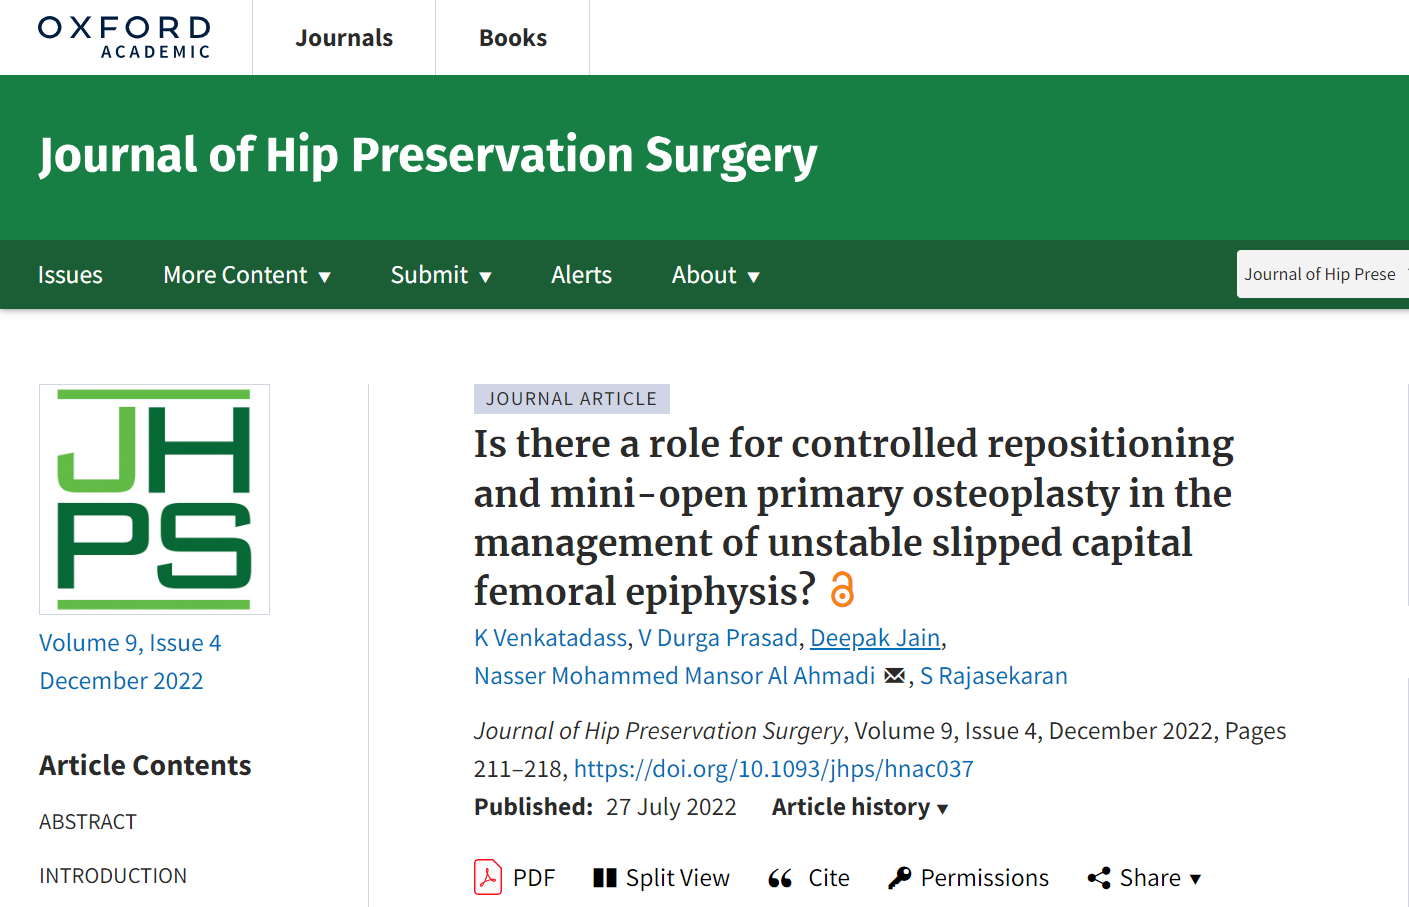 OXFORD
ACADEMIC
Journals
Books
Journal of Hip Preservation Surgery
Issues
More Content ▼
Submit ▼
Alerts
About ▼
Journal of Hip Prese
JHPS
Volume 9, Issue 4
December 2022
Article Contents
ABSTRACT
INTRODUCTION
JOURNAL ARTICLE
Is there a role for controlled repositioning
and mini-open primary osteoplasty in the
management of unstable slipped capital
femoral epiphysis?
K Venkatadass, V Durga Prasad, Deepak Jain,
Nasser Mohammed Mansor Al Ahmadi , S Rajasekaran
Journal of Hip Preservation Surgery, Volume 9, Issue 4, December 2022, Pages
211–218, https://doi.org/10.1093/jhps/hnac037
Published: 27 July 2022 Article history ▼
PDF Split View Cite Permissions Share ▼